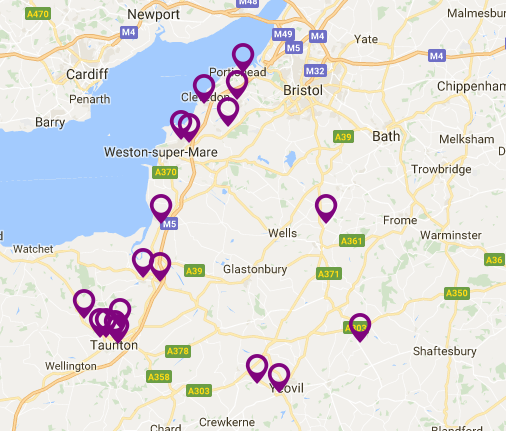 M48
A470
Newport
Malmesbur
M4
M49
M4
M5
Yate
M4
Cardiff
Portishead
M32
Chippenham
Penarth
Clevedon
Bristol
Barry
A39
Bath
Melksham
Weston-super-Mare
D
A370
Trowbridge
M5
Frome
Wells
A361
Warminster
Watchet
A36
A39
Glastonbury
A371
A350
Taunton
Shaftesbury
A378
Wellington
A358
A303
Yeovil
Crewkerne
Chard
Blandford